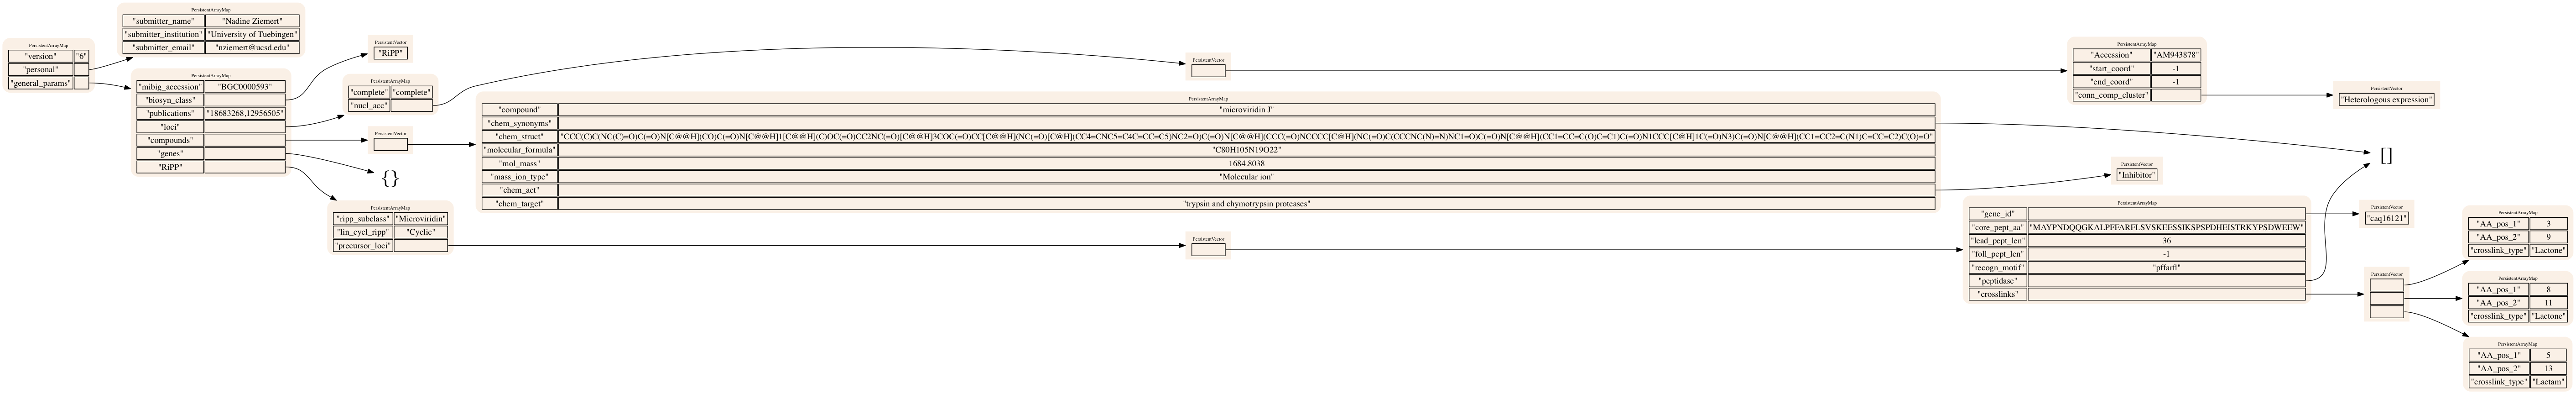 PersistentArrayMap
"version" "6"
"personal"
"general_params"
PersistentArrayMap
"submitter_name" "Nadine Ziemert"
"submitter_institution" "University of Tuebingen"
"submitter_email" "nziemert@ucsd.edu"
PersistentArrayMap
"mibig_accession" "BGC0000593"
"biosyn_class"
"publications" "18683268,12956505"
"loci"
"compounds"
"genes"
"RiPP"
PersistentVector
"RiPP"
PersistentArrayMap
"complete" "complete"
"nucl_acc"
PersistentVector
{}
PersistentArrayMap
"ripp_subclass" "Microviridin"
"lin_cycl_ripp" "Cyclic"
"precursor_loci"
PersistentArrayMap
"compound" "microviridin J"
"chem_synonyms"
"chem_struct" "CCC(C)C(NC(C)=O)C(=O)N[C@@H](CO)C(=O)N[C@@H]1[C@@H](C)OC(=O)CC2NC(=O)[C@@H]3COC(=O)CC[C@@H](NC(=O)[C@H](CC4=CNC5=C4C=CC=C5)NC2=O)C(=O)N[C@@H](CCC(=O)NCCCC[C@H](NC(=O)C(CCCNC(N)=N)NC1=O)C(=O)N[C@@H](CC1=CC=C(O)C=C1)C(=O)N1CCC[C@H]1C(=O)N3)C(=O)N[C@@H](CC1=CC2=C(N1)C=CC=C2)C(O)=O"
"molecular_formula" "C80H105N19O22"
"mol_mass" 1684.8038
"mass_ion_type" "Molecular ion"
"chem_act"
"chem_target" "trypsin and chymotrypsin proteases"
PersistentVector
PersistentVector
PersistentArrayMap
"Accession" "AM943878"
"start_coord" -1
"end_coord" -1
"conn_comp_cluster"
PersistentVector
"Heterologous expression"
[]
PersistentVector
"Inhibitor"
PersistentArrayMap
"gene_id"
"core_pept_aa" "MAYPNDQQGKALPFFARFLSVSKEESSIKSPSPDHEISTRKYPSDWEEW"
"lead_pept_len" 36
"foll_pept_len" -1
"recogn_motif" "pffarfl"
"peptidase"
"crosslinks"
PersistentVector
"caq16121"
PersistentVector
PersistentArrayMap
"AA_pos_1" 3
"AA_pos_2" 9
"crosslink_type" "Lactone"
PersistentArrayMap
"AA_pos_1" 8
"AA_pos_2" 11
"crosslink_type" "Lactone"
PersistentArrayMap
"AA_pos_1" 5
"AA_pos_2" 13
"crosslink_type" "Lactam"